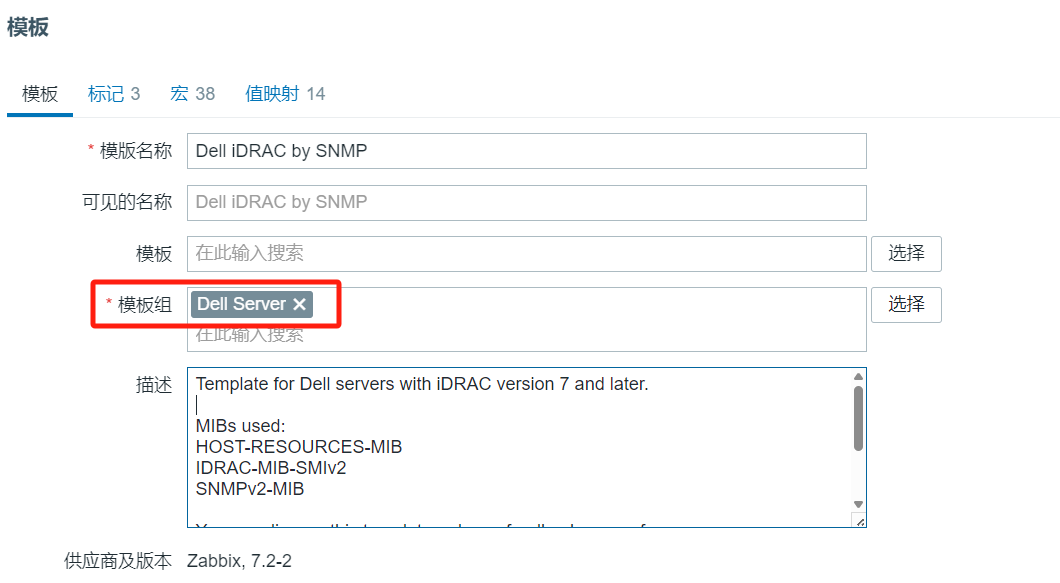 模板
模板 标记 3 宏 38 值映射 14
* 模版名称 Dell iDRAC by SNMP
可见的名称 Dell iDRAC by SNMP
模板 在此输入搜索 选择
* 模板组 Dell Server ✕ 选择
在此输入搜索
描述 Template for Dell servers with iDRAC version 7 and later.
MIBs used:
HOST-RESOURCES-MIB
IDRAC-MIB-SMIv2
SNMPv2-MIB
供应商及版本 Zabbix, 7.2-2